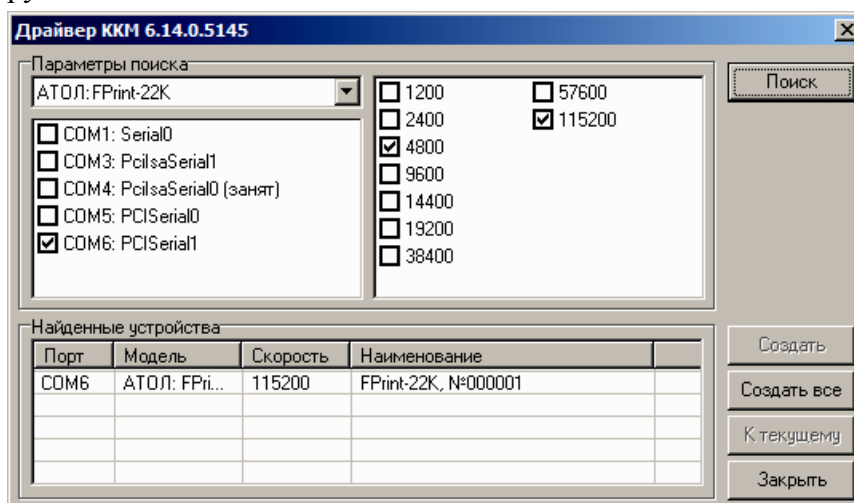 Драйвер ККМ 6.14.0.5145
Параметры поиска
АТОЛ: FPrint-22K
COM1: Serial0
COM3: PciIsaSerial1
COM4: PciIsaSerial0 (занят)
COM5: PCISerial0
COM6: PCISerial1
1200
2400
4800
9600
14400
19200
38400
57600
115200
Поиск
Найденные устройства
Порт Модель Скорость Наименование
COM6 АТОЛ: FPri... 115200 FPrint-22K, №000001
Создать
Создать все
К текущему
Закрыть